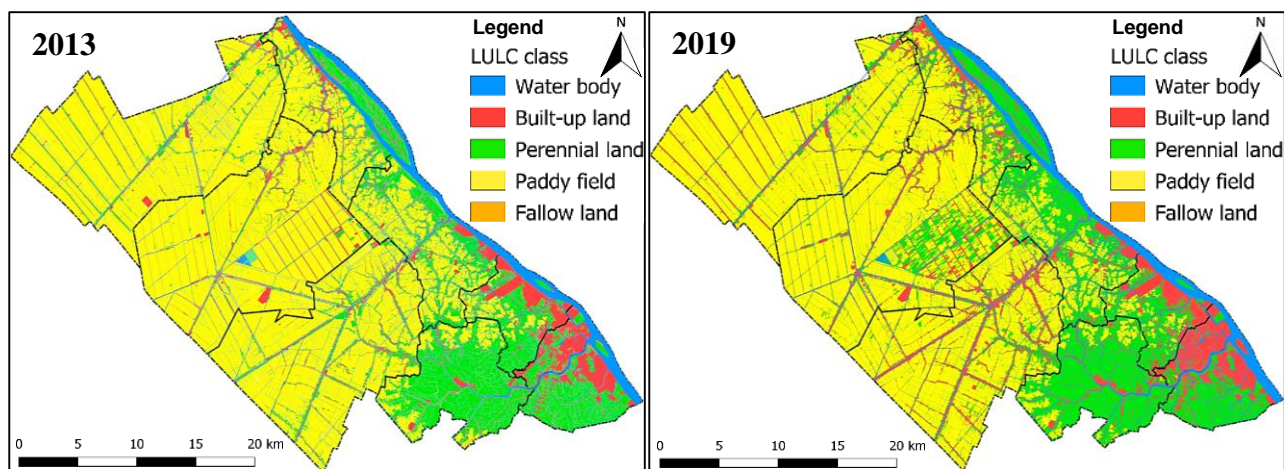 2013
Legend
N
LULC class
Water body
Built-up land
Perennial land
Paddy field
Fallow land
0 5 10 15 20 km
2019
Legend
N
LULC class
Water body
Built-up land
Perennial land
Paddy field
Fallow land
0 5 10 15 20 km